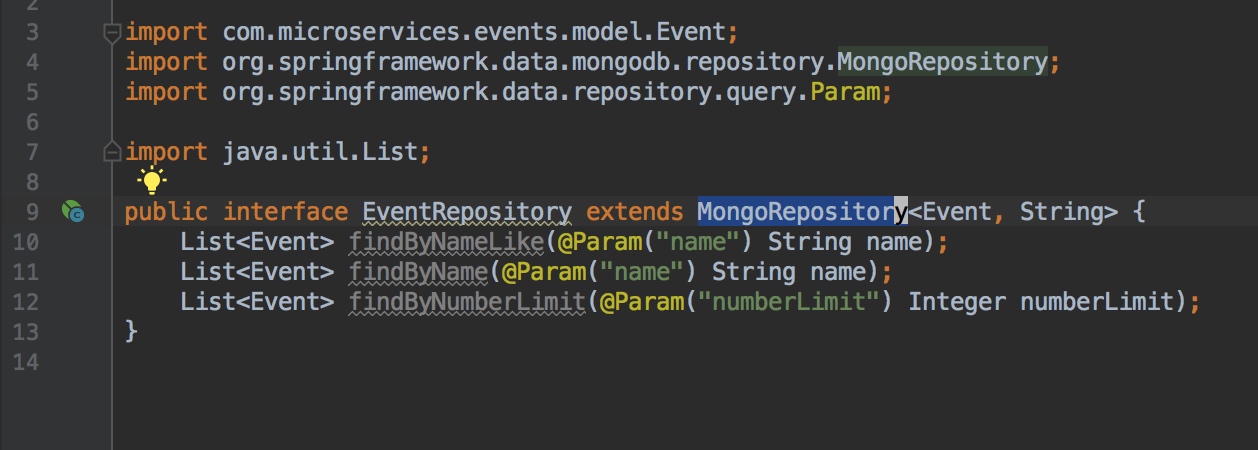 2
3 import com.microservices.events.model.Event;
4 import org.springframework.data.mongodb.repository.MongoRepository;
5 import org.springframework.data.repository.query.Param;
6
7 import java.util.List;
8
9 public interface EventRepository extends MongoRepository<Event, String> {
10 List<Event> findByNameLike(@Param("name") String name);
11 List<Event> findByName(@Param("name") String name);
12 List<Event> findByNumberLimit(@Param("numberLimit") Integer numberLimit);
13 }
14